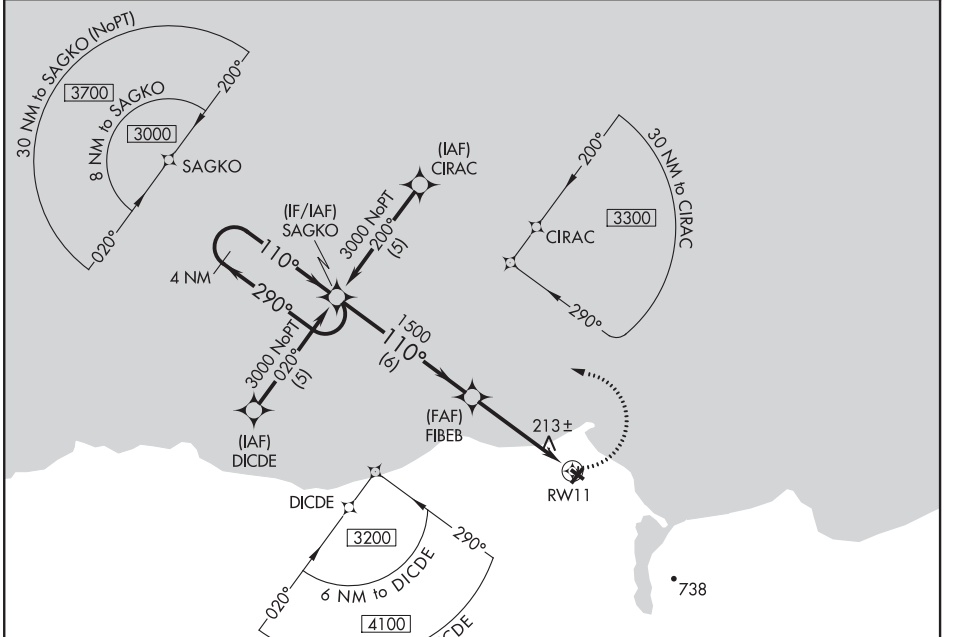 30 NM to SAGKO (NoPT)
3700
8 NM to SAGKO
3000
200°
SAGKO
020°
(IAF)
CIRAC
3000 NoPT
200°
(5)
(IF/IAF)
SAGKO
110°
4 NM
290°
3000 NoPT
020°
(5)
(IAF)
DICDE
1500
110°
(6)
(FAF)
FIBEB
213±
RW11
200°
30 NM to CIRAC
3300
CIRAC
290°
DICDE
3200
290°
6 NM to DICDE
020°
4100
CDE
738